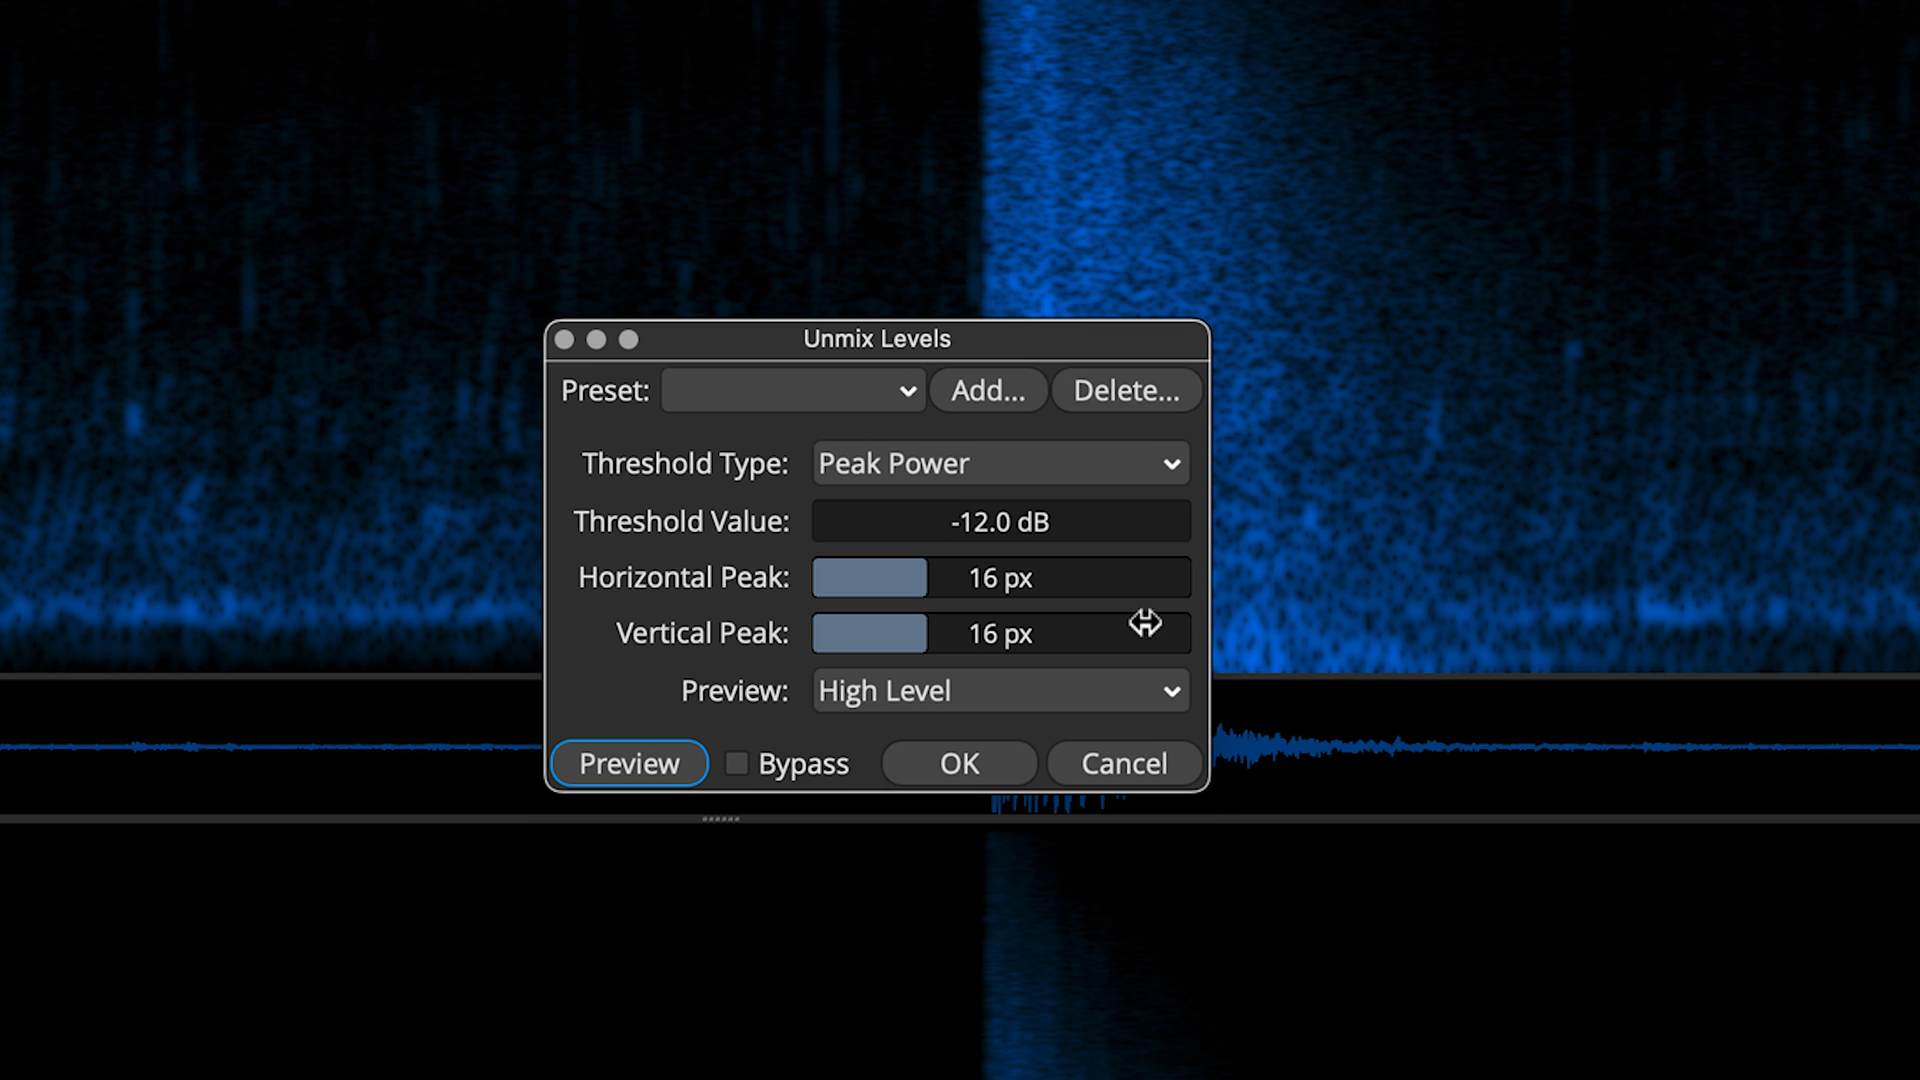 Unmix Levels
Preset: Add... Delete...
Threshold Type: Peak Power
Threshold Value: -12.0 dB
Horizontal Peak: 16 px
Vertical Peak: 16 px
Preview: High Level
Preview Bypass OK Cancel